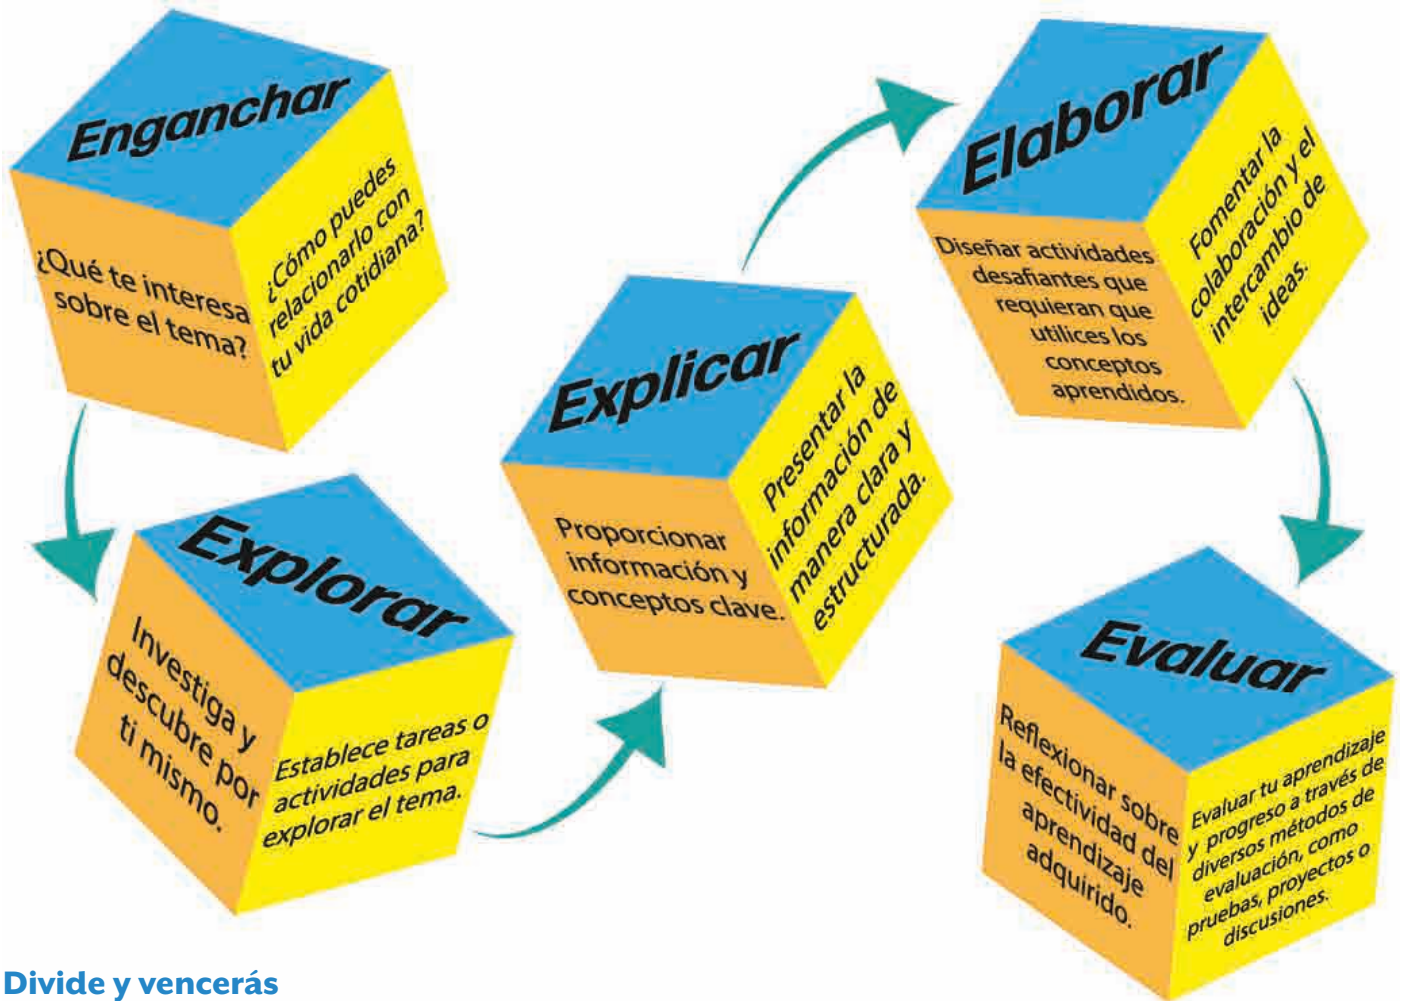 Enganchar
¿Qué te interesa
sobre el tema?
¿Cómo puedes
relacionarlo con
tu vida cotidiana?
Explorar
Investiga y
descubre por
ti mismo.
Establece tareas o
actividades para
explorar el tema.
Explicar
Proporcionar
información y
conceptos clave.
Presentar la
información de
manera clara y
estructurada.
Elaborar
Diseñar actividades
desafiantes que
requieran que
utilices los
conceptos
aprendidos.
Fomentar la
colaboración y el
intercambio de
ideas.
Evaluar
Reflexionar sobre
la efectividad del
aprendizaje
adquirido.
Evaluar tu aprendizaje
y progreso a través de
diversos métodos de
evaluación, como
pruebas, proyectos o
discusiones.
Divide y vencerás